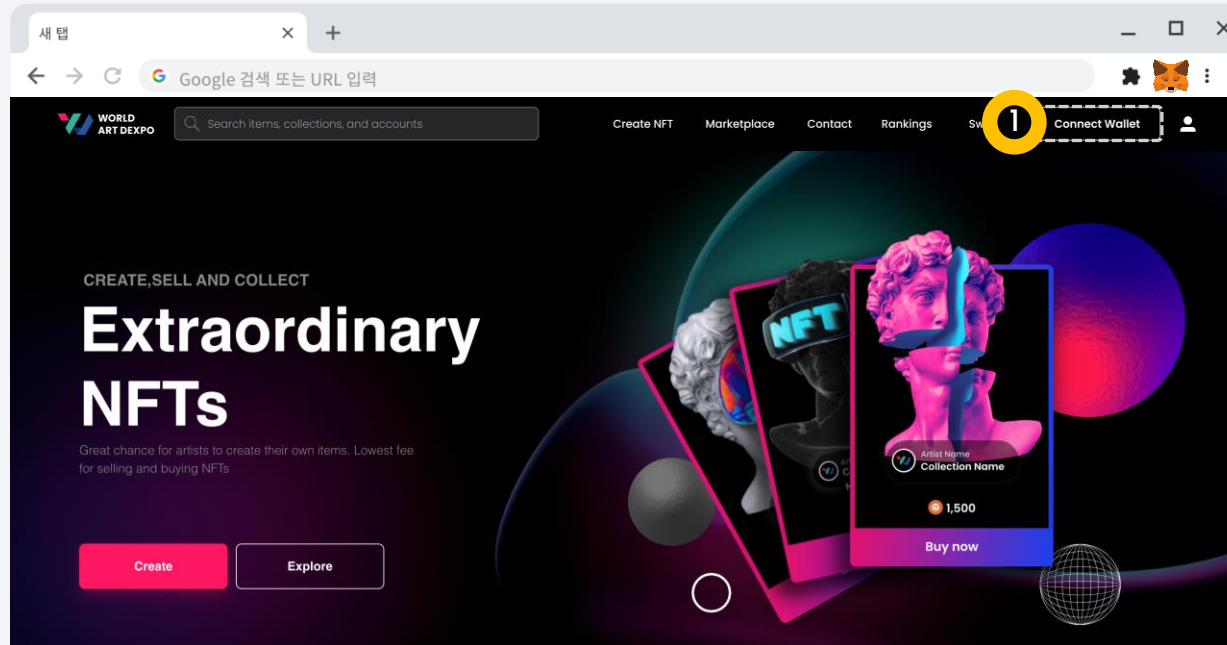 새 탭
Google 검색 또는 URL 입력
WORLD
ART DEXPO
Search items, collections, and accounts
Create NFT
Marketplace
Contact
Rankings
1
Connect Wallet
CREATE,SELL AND COLLECT
Extraordinary
NFTs
Great chance for artists to create their own items. Lowest fee
for selling and buying NFTs
Create
Explore
NFT
Artist Name
Collection Name
1,500
Buy now